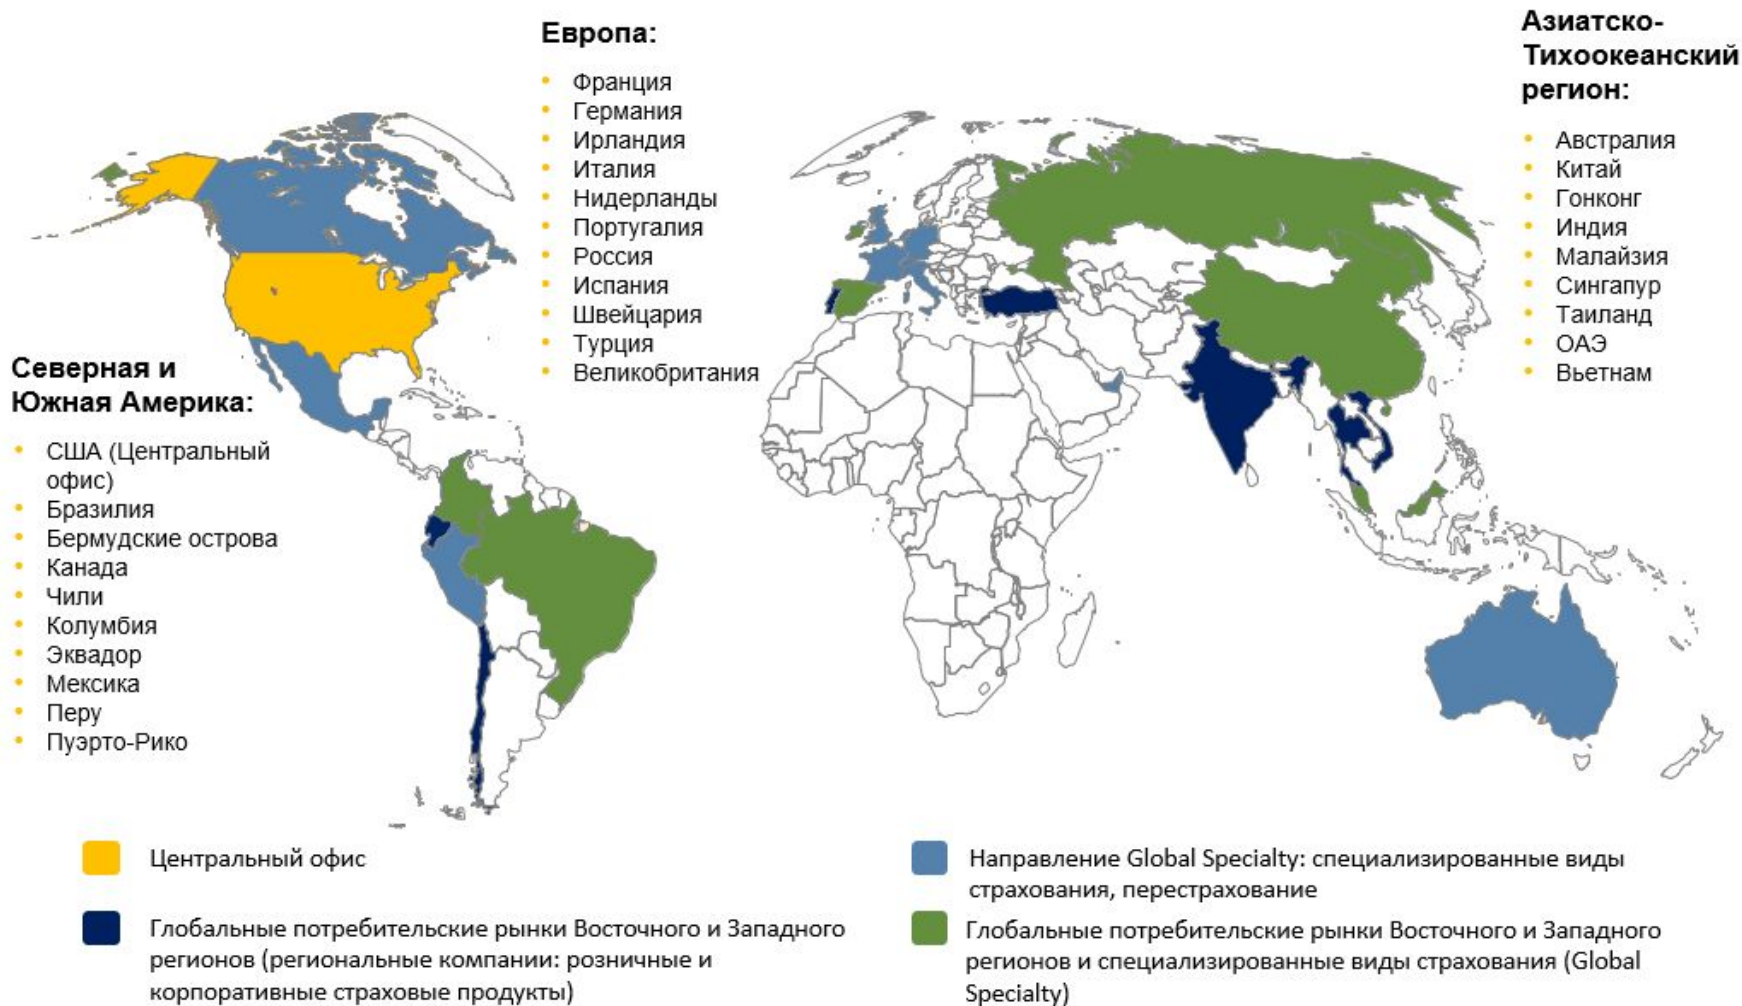 Европа:
• Франция
• Германия
• Ирландия
• Италия
• Нидерланды
• Португалия
• Россия
• Испания
• Швейцария
• Турция
• Великобритания
Азиатско-
Тихоокеанский
регион:
• Австралия
• Китай
• Гонконг
• Индия
• Малайзия
• Сингапур
• Таиланд
• ОАЭ
• Вьетнам
Северная и
Южная Америка:
• США (Центральный
офис)
• Бразилия
• Бермудские острова
• Канада
• Чили
• Колумбия
• Эквадор
• Мексика
• Перу
• Пуэрто-Рико
Центральный офис
Глобальные потребительские рынки Восточного и Западного
регионов (региональные компании: розничные и
корпоративные страховые продукты)
Направление Global Specialty: специализированные виды
страхования, перестрахование
Глобальные потребительские рынки Восточного и Западного
регионов и специализированные виды страхования (Global
Specialty)